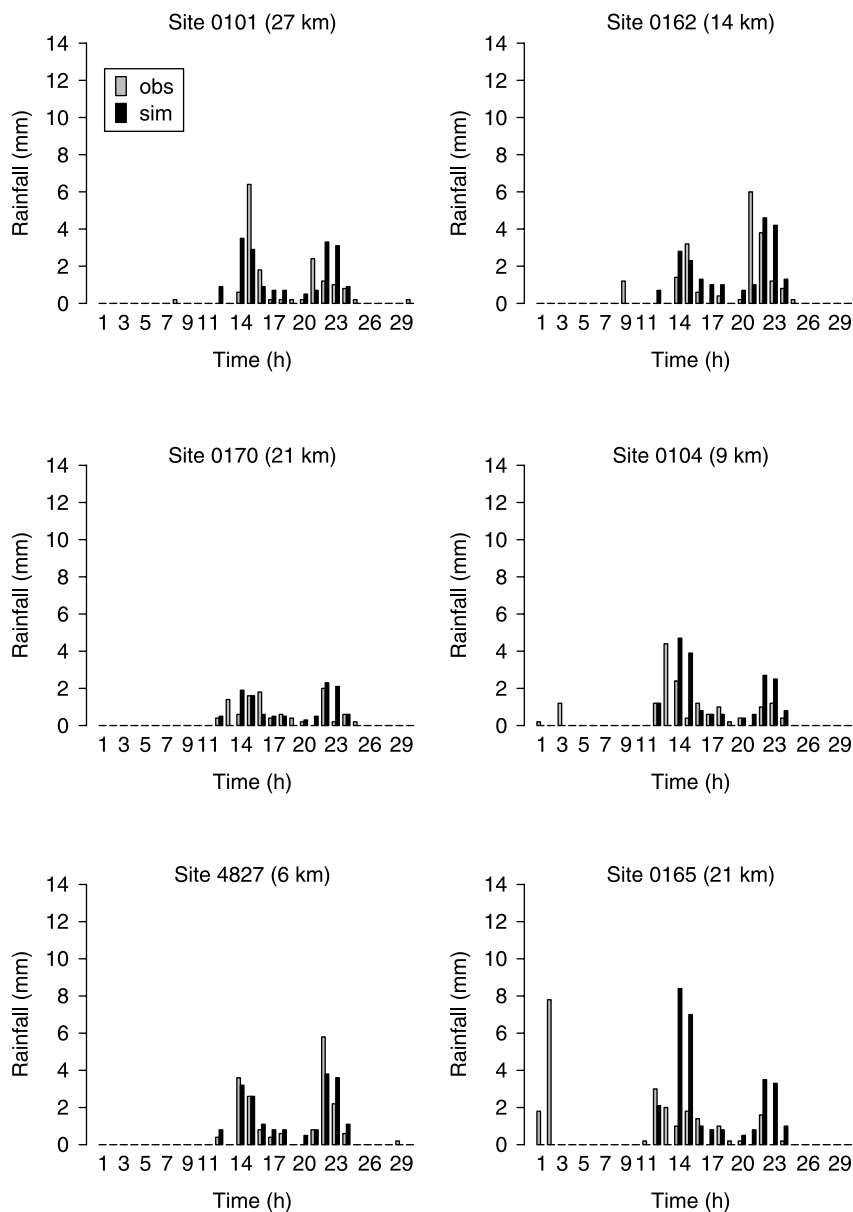 Site 0101 (27 km)
14
12
10
8
6
4
2
0
Rainfall (mm)
obs
sim
1 3 5 7 9 11 14 17 20 23 26 29
Time (h)
Site 0162 (14 km)
14
12
10
8
6
4
2
0
Rainfall (mm)
1 3 5 7 9 11 14 17 20 23 26 29
Time (h)
Site 0170 (21 km)
14
12
10
8
6
4
2
0
Rainfall (mm)
1 3 5 7 9 11 14 17 20 23 26 29
Time (h)
Site 0104 (9 km)
14
12
10
8
6
4
2
0
Rainfall (mm)
1 3 5 7 9 11 14 17 20 23 26 29
Time (h)
Site 4827 (6 km)
14
12
10
8
6
4
2
0
Rainfall (mm)
1 3 5 7 9 11 14 17 20 23 26 29
Time (h)
Site 0165 (21 km)
14
12
10
8
6
4
2
0
Rainfall (mm)
1 3 5 7 9 11 14 17 20 23 26 29
Time (h)